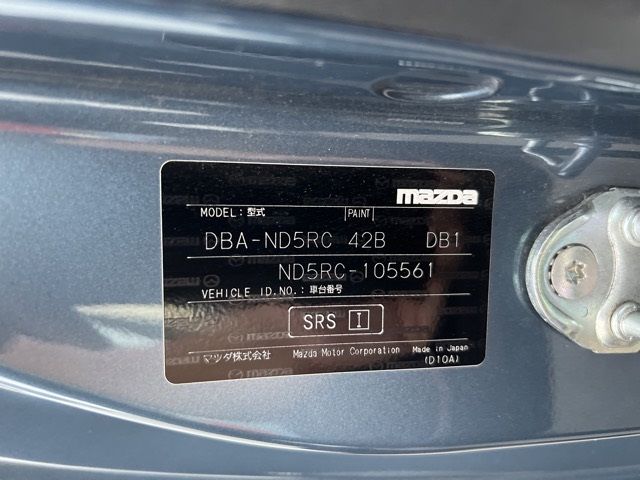 mazda
MODEL: 型式 PAINT
DBA-ND5RC 42B DB1
ND5RC-105561
VEHICLE ID.NO.: 車台番号
SRS I
マツダ株式会社 Mazda Motor Corporation Made in Japan
(D10A)